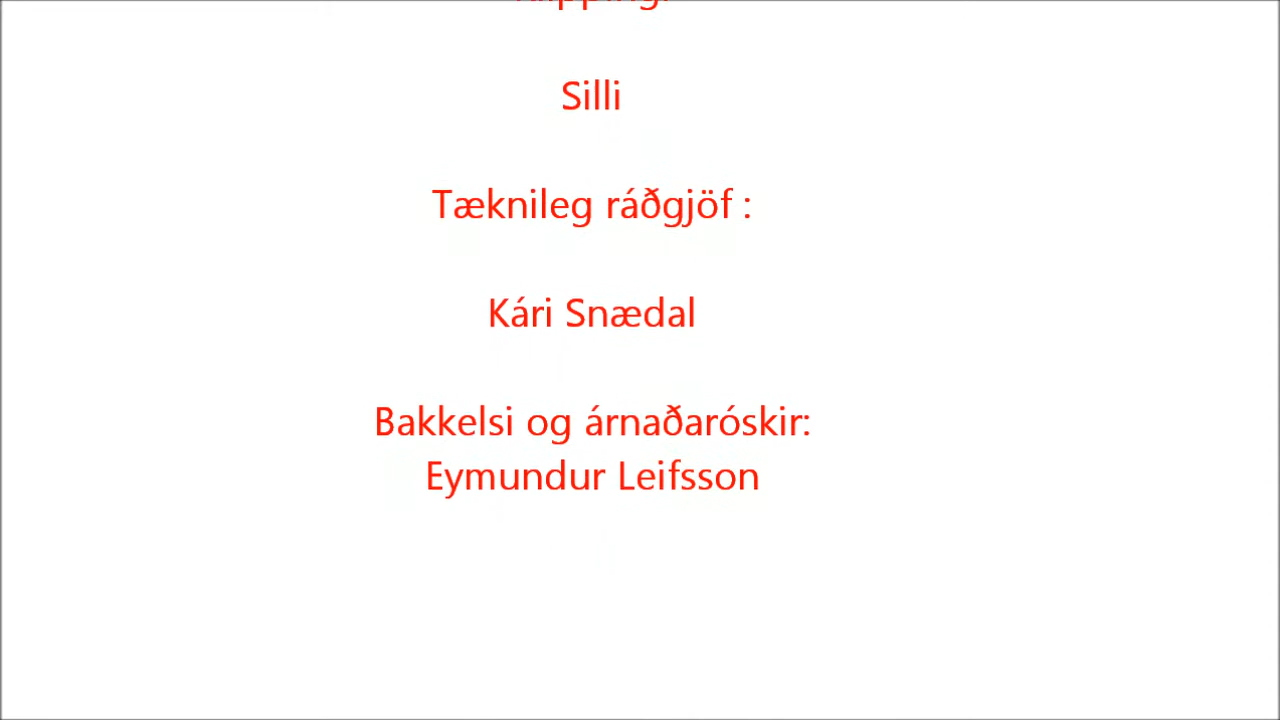 Silli
Tæknileg ráðgjöf :
Kári Snædal
Bakkelsi og árnaðaróskir:
Eymundur Leifsson